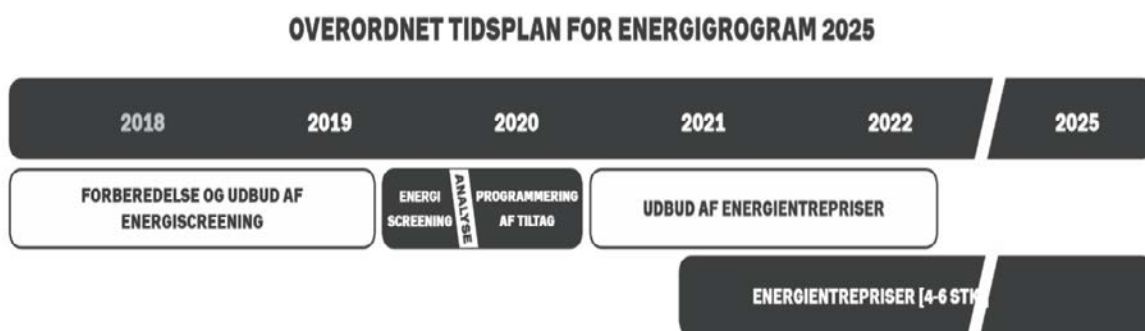 OVERORDNET TIDSPLAN FOR ENERGIGROGRAM 2025
2018 2019 2020 2021 2022 2025
FORBEREDELSE OG UDBUD AF
ENERGISCREENING
ENERGI
SCREENING
ANALYSE
PROGRAMMERING
AF TILTAG
UDBUD AF ENERGIENTREPRISER
ENERGIENTREPRISER [4-6 STK